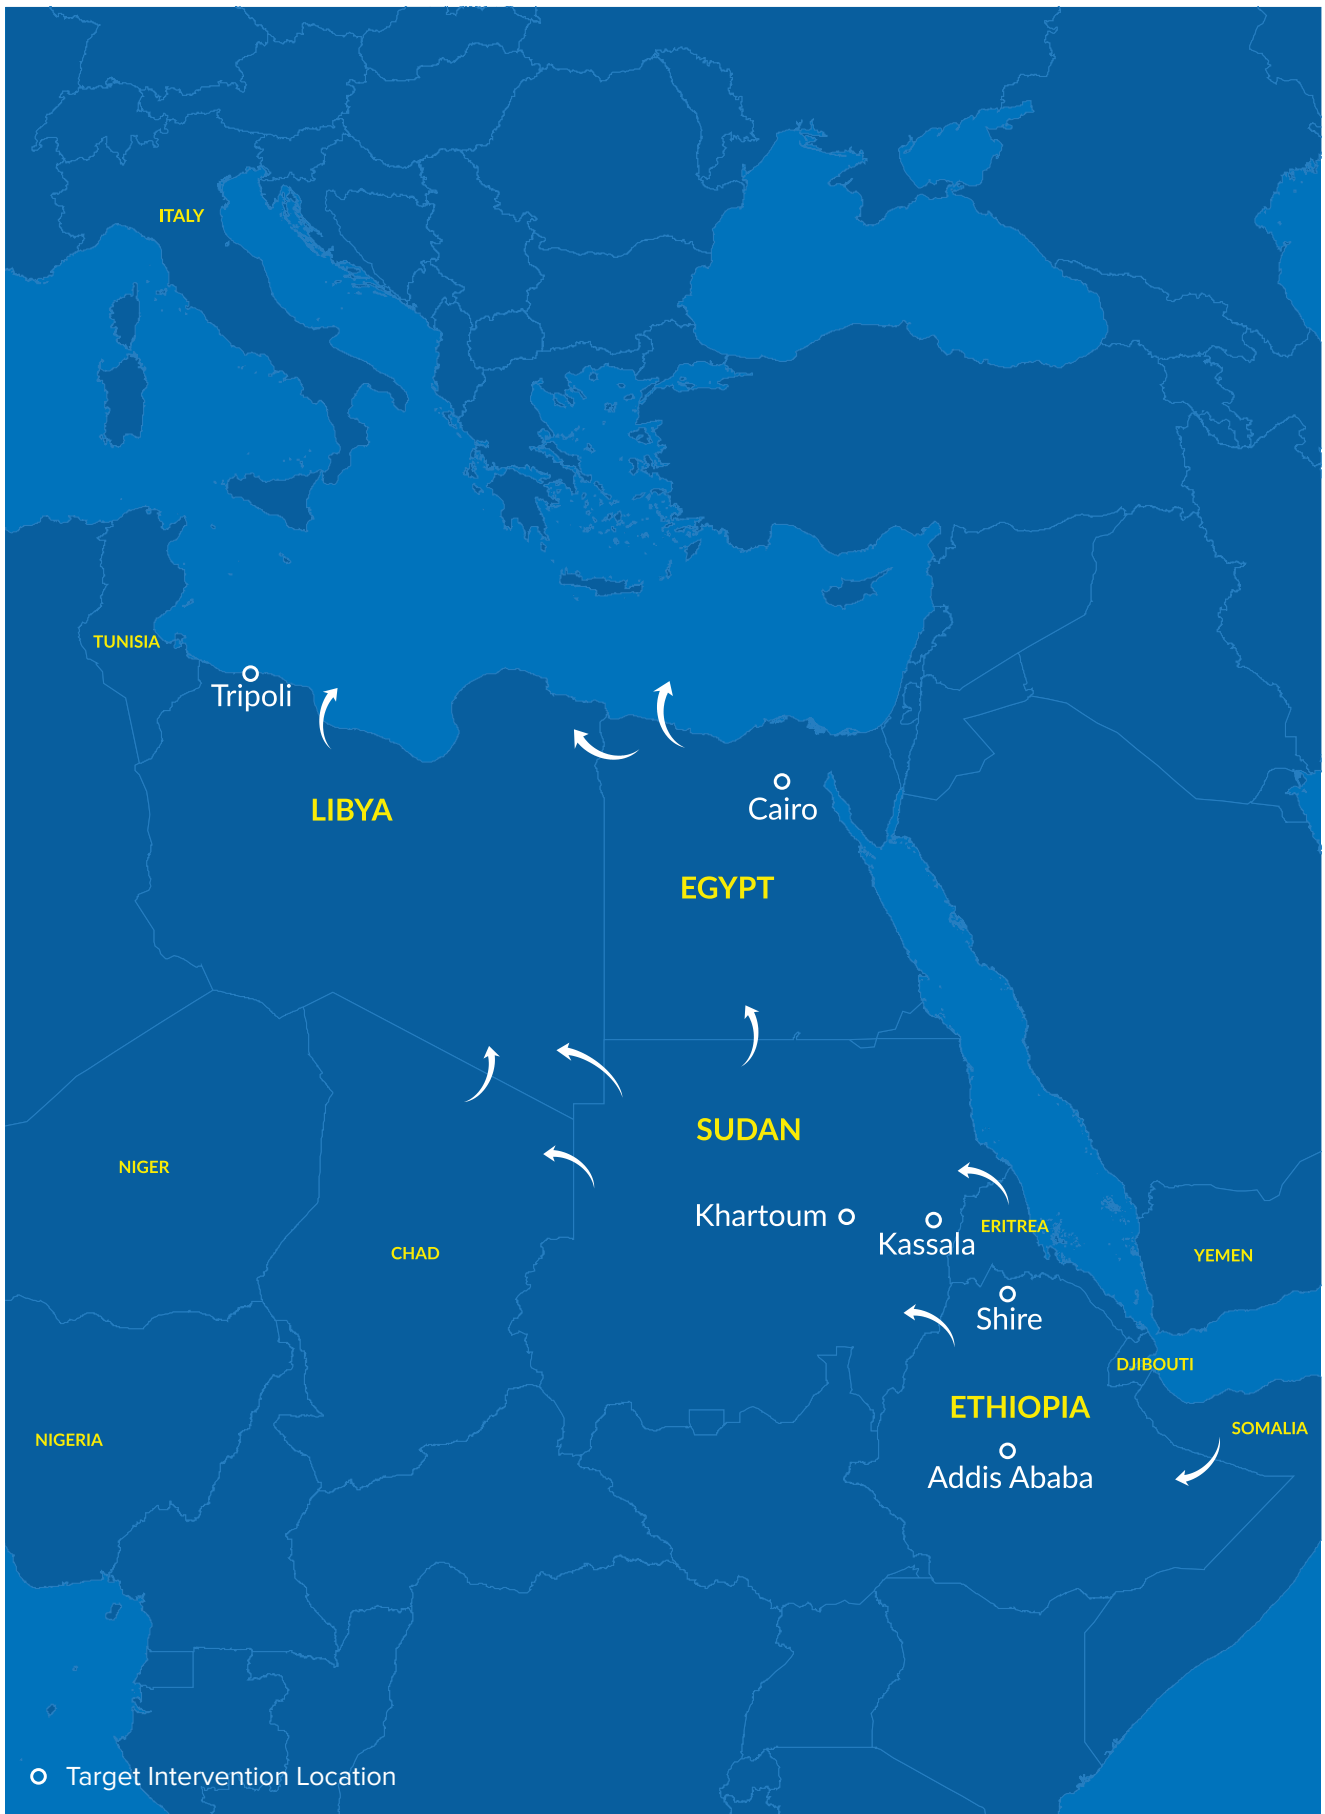 ITALY
TUNISIA
Tripoli
LIBYA
Cairo
EGYPT
SUDAN
NIGER
Khartoum
Kassala
ERITREA
CHAD
YEMEN
Shire
DJIBOUTI
ETHIOPIA
SOMALIA
NIGERIA
Addis Ababa
Target Intervention Location